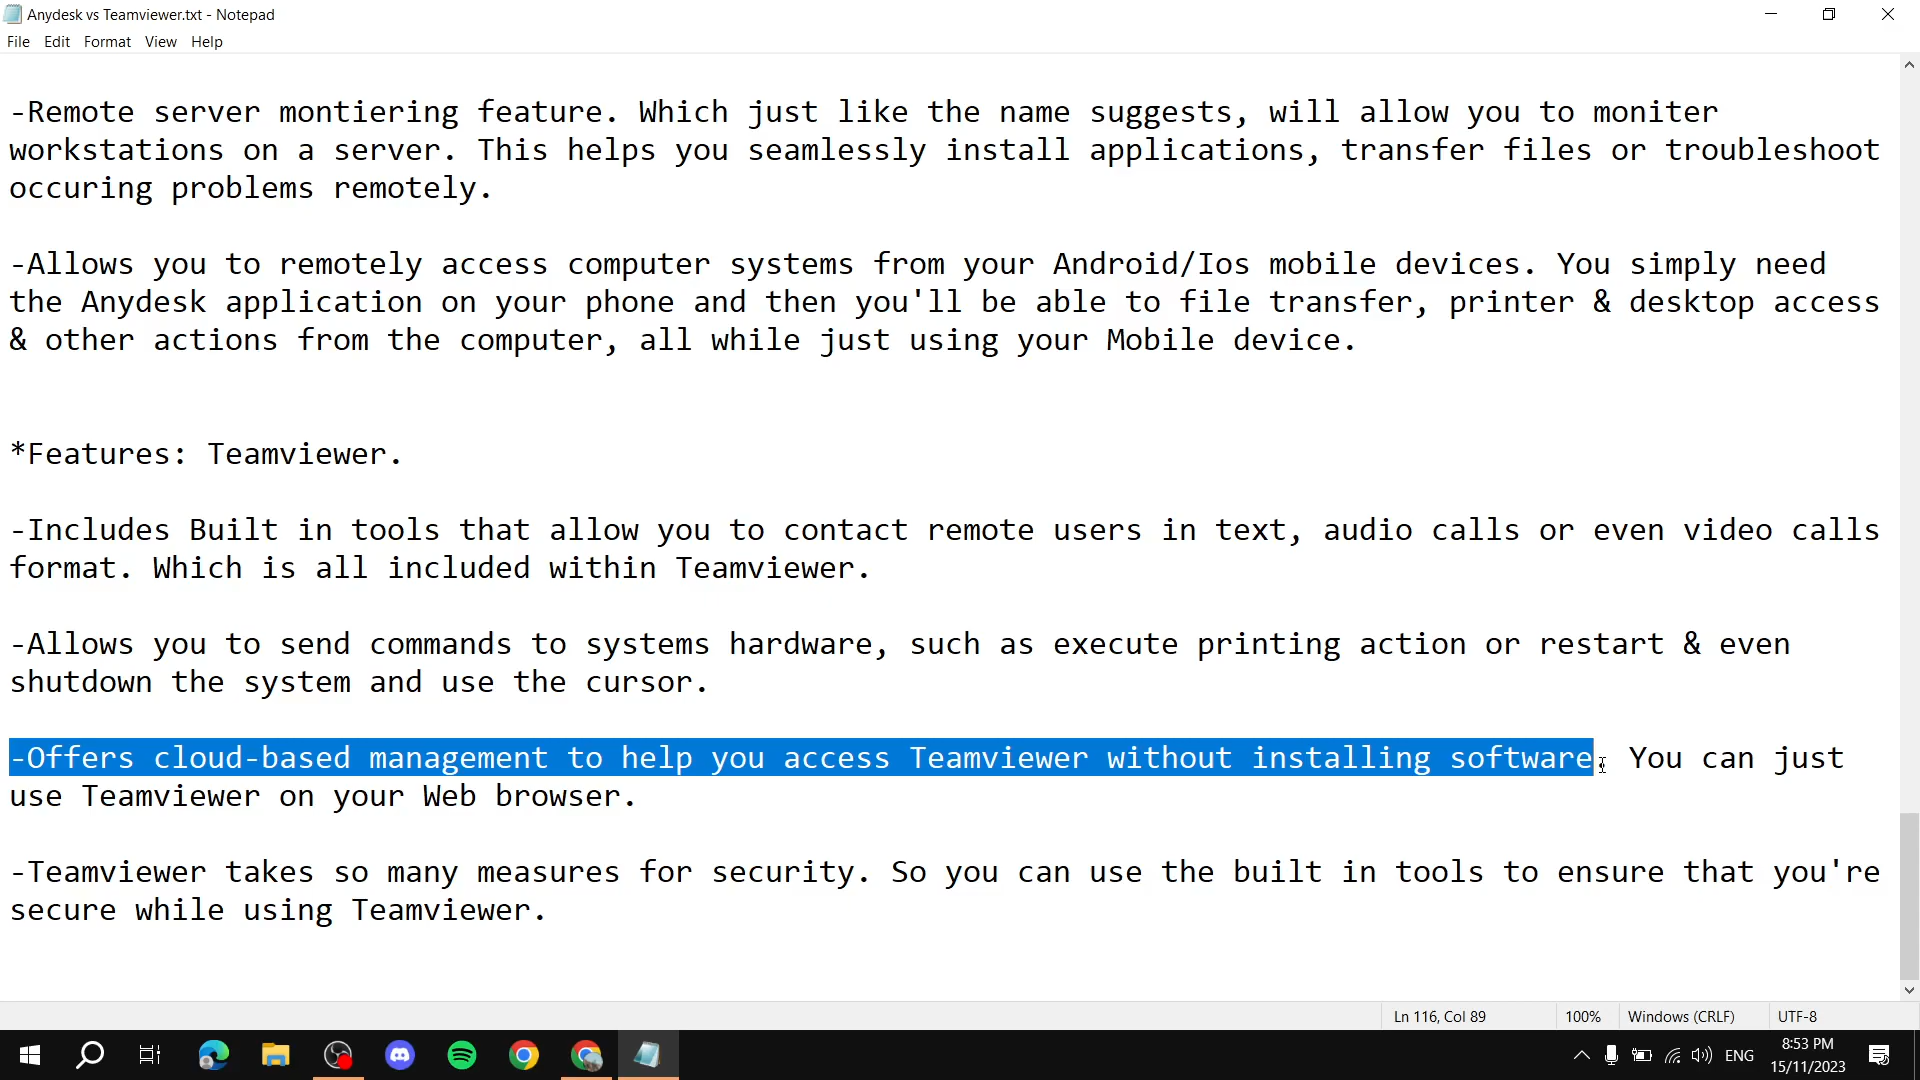 Anydesk vs Teamviewer.txt - Notepad
File Edit Format View Help
-Remote server montiering feature. Which just like the name suggests, will allow you to moniter
workstations on a server. This helps you seamlessly install applications, transfer files or troubleshoot
occuring problems remotely.
-Allows you to remotely access computer systems from your Android/Ios mobile devices. You simply need
the Anydesk application on your phone and then you'll be able to file transfer, printer & desktop access
& other actions from the computer, all while just using your Mobile device.
*Features: Teamviewer.
-Includes Built in tools that allow you to contact remote users in text, audio calls or even video calls
format. Which is all included within Teamviewer.
-Allows you to send commands to systems hardware, such as execute printing action or restart & even
shutdown the system and use the cursor.
-Offers cloud-based management to help you access Teamviewer without installing software. You can just
use Teamviewer on your Web browser.
-Teamviewer takes so many measures for security. So you can use the built in tools to ensure that you're
secure while using Teamviewer.
Ln 116, Col 89 100% Windows (CRLF) UTF-8
ENG
8:53 PM
15/11/2023